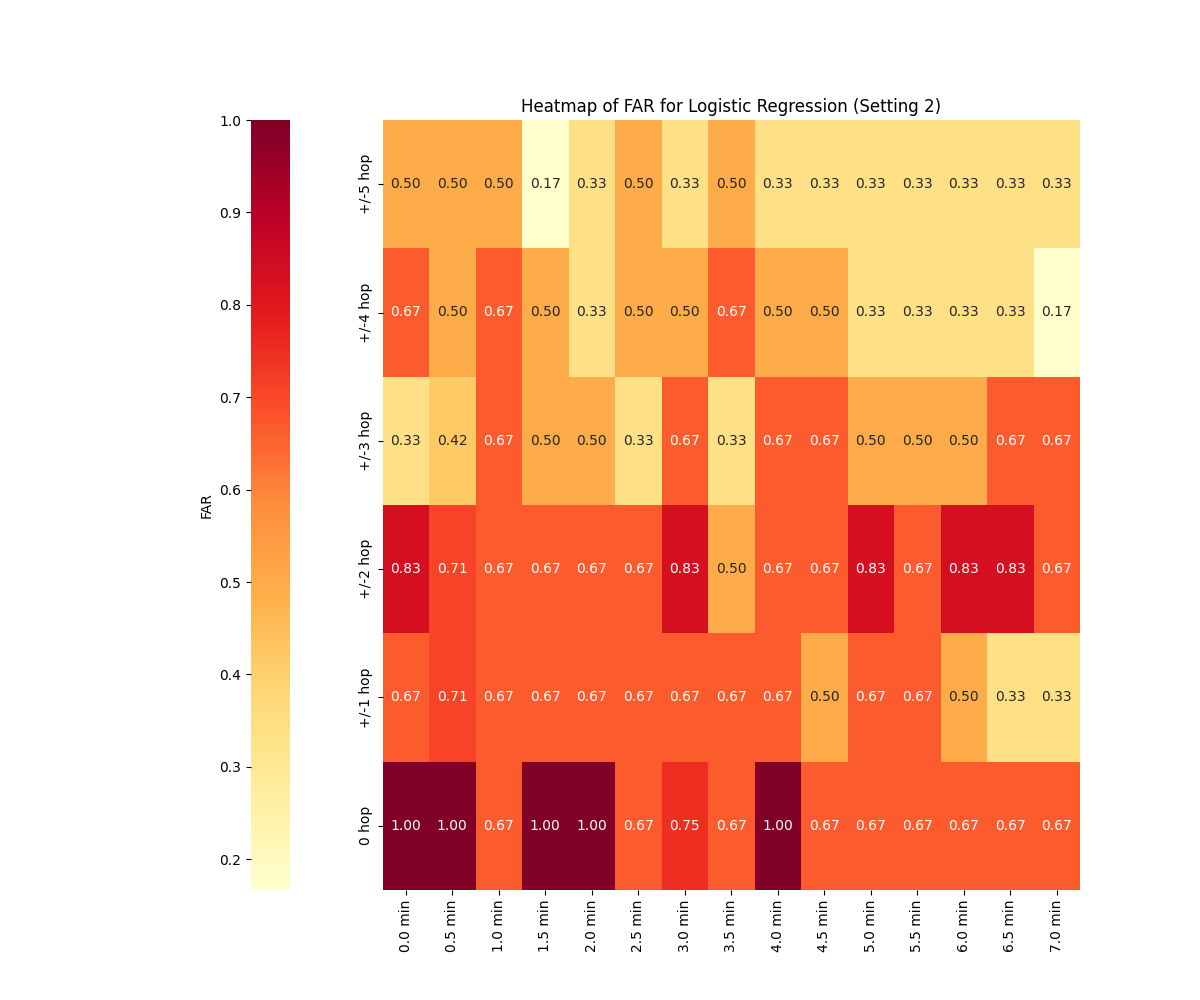 Heatmap of FAR for Logistic Regression (Setting 2)
1.0
0.9
0.8
0.7
0.6
0.5
0.4
0.3
0.2
FAR
+/-5 hop
0.50 0.50 0.50 0.17 0.33 0.50 0.33 0.50 0.33 0.33 0.33 0.33 0.33 0.33 0.33
+/-4 hop
0.67 0.50 0.67 0.50 0.33 0.50 0.50 0.67 0.50 0.50 0.33 0.33 0.33 0.33 0.17
+/-3 hop
0.33 0.42 0.67 0.50 0.50 0.33 0.67 0.33 0.67 0.67 0.50 0.50 0.50 0.67 0.67
+/-2 hop
0.83 0.71 0.67 0.67 0.67 0.67 0.83 0.50 0.67 0.67 0.83 0.67 0.83 0.83 0.67
+/-1 hop
0.67 0.71 0.67 0.67 0.67 0.67 0.67 0.67 0.67 0.50 0.67 0.67 0.50 0.33 0.33
0 hop
1.00 1.00 0.67 1.00 1.00 0.67 0.75 0.67 1.00 0.67 0.67 0.67 0.67 0.67 0.67
0.0 min
0.5 min
1.0 min
1.5 min
2.0 min
2.5 min
3.0 min
3.5 min
4.0 min
4.5 min
5.0 min
5.5 min
6.0 min
6.5 min
7.0 min